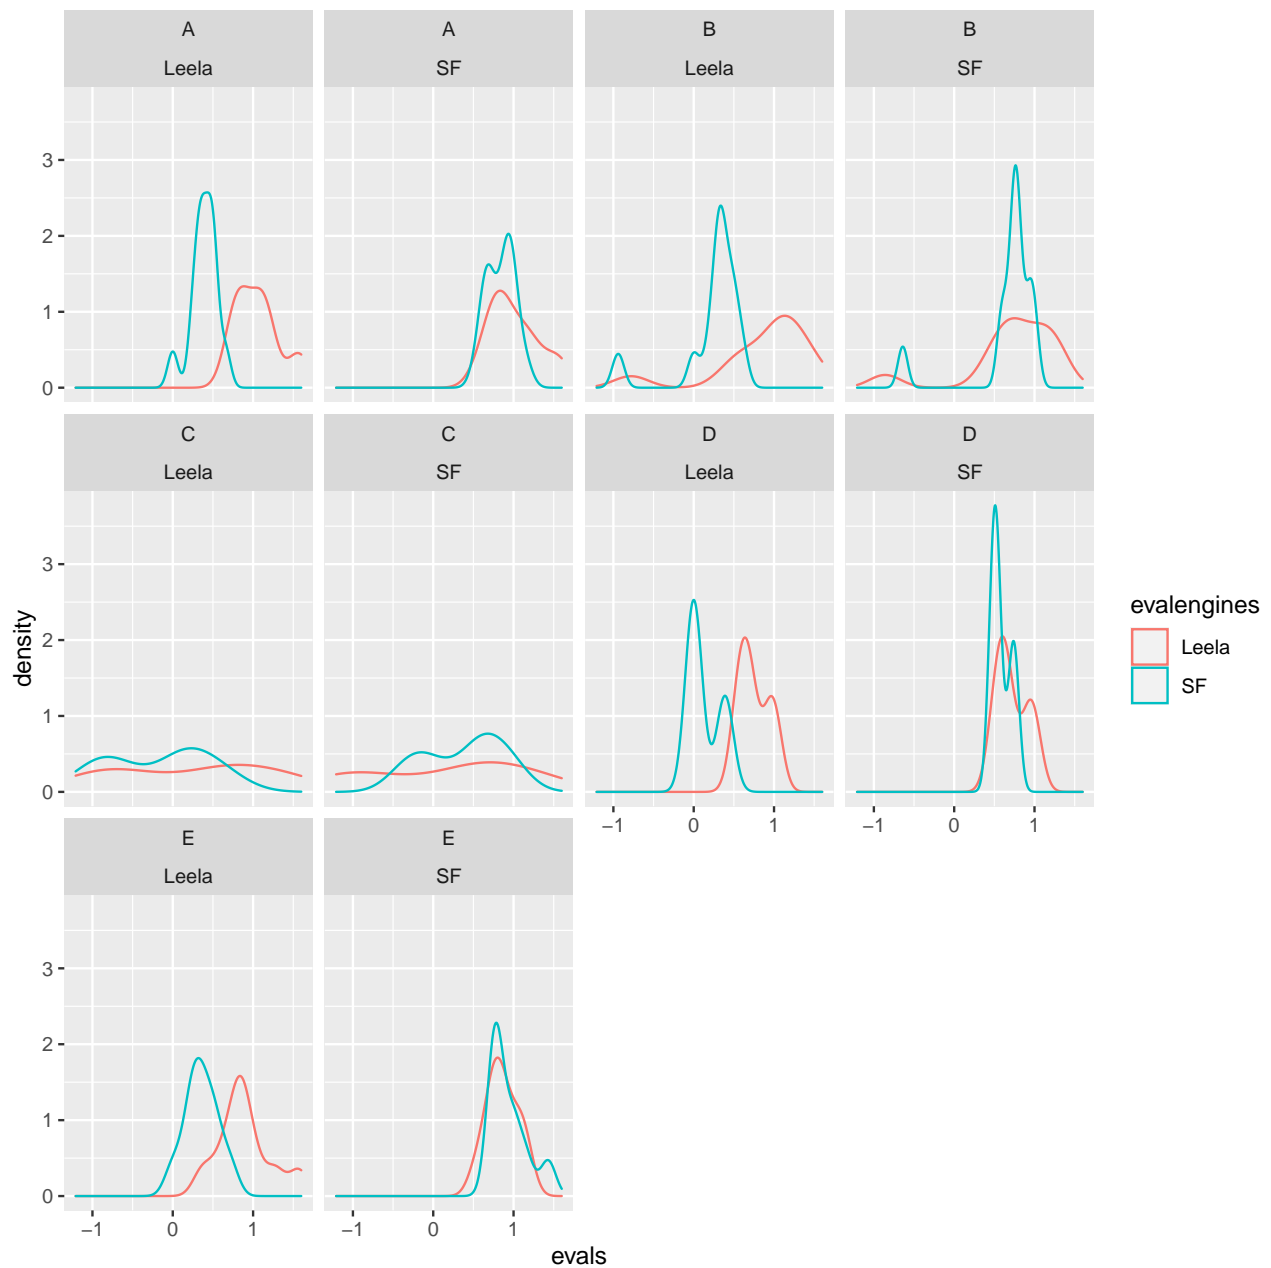 A A B B
Leela SF Leela SF
3
2
1
0
C C D D
Leela SF Leela SF
3
2
1
0
−1 0 1 −1 0 1
E E
Leela SF
3
2
1
0
−1 0 1 −1 0 1
evals
density
evalengines
Leela
SF